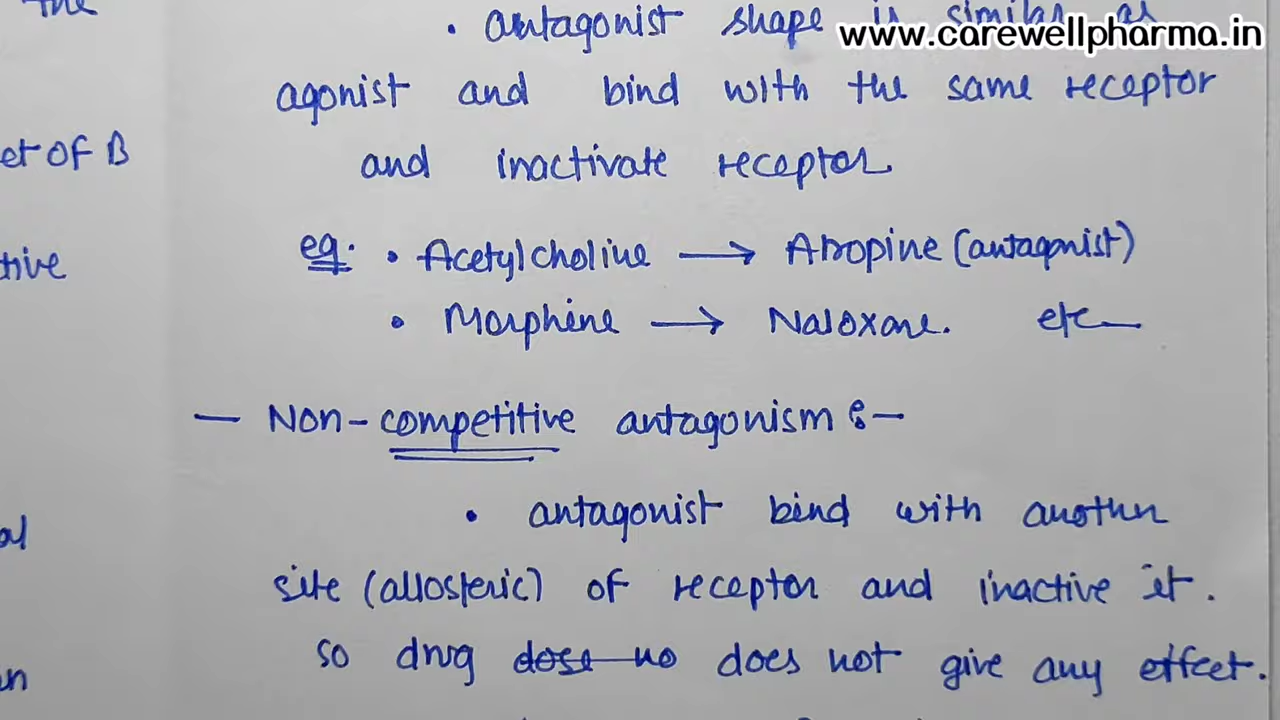 the
• antagonist shape is similar as
www.carewellpharma.in
agonist and bind with the same receptor
et of B
and inactivate receptor.
tive
eg. • Acetylcholine → Atropine (antagonist)
• Morphine → Naloxone. etc
— Non-competitive antagonism :-
• antagonist bind with another
al
site (allosteric) of receptor and inactive it.
so drug does no does not give any effect.
n